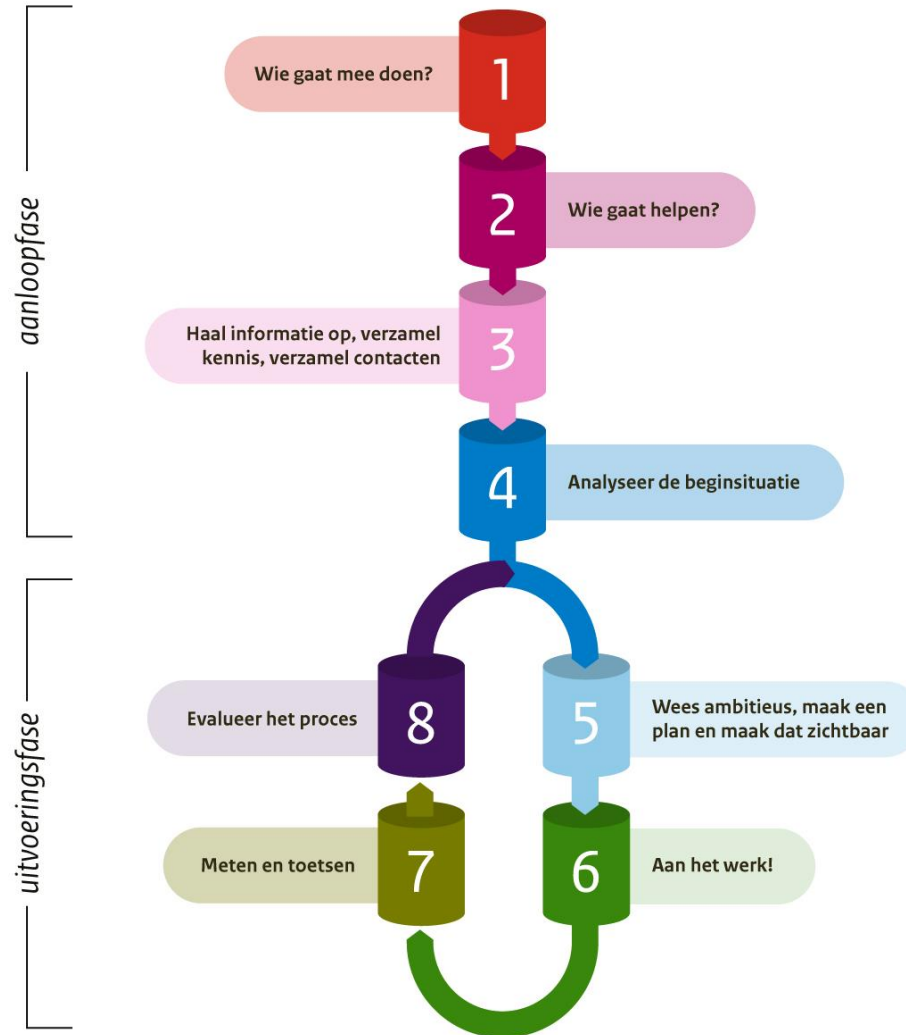 aanloopfase
1
Wie gaat mee doen?
2
Wie gaat helpen?
3
Haal informatie op, verzamel
kennis, verzamel contacten
4
Analyseer de beginsituatie
uitvoeringsfase
5
Wees ambitieus, maak een
plan en maak dat zichtbaar
6
Aan het werk!
7
Meten en toetsen
8
Evalueer het proces